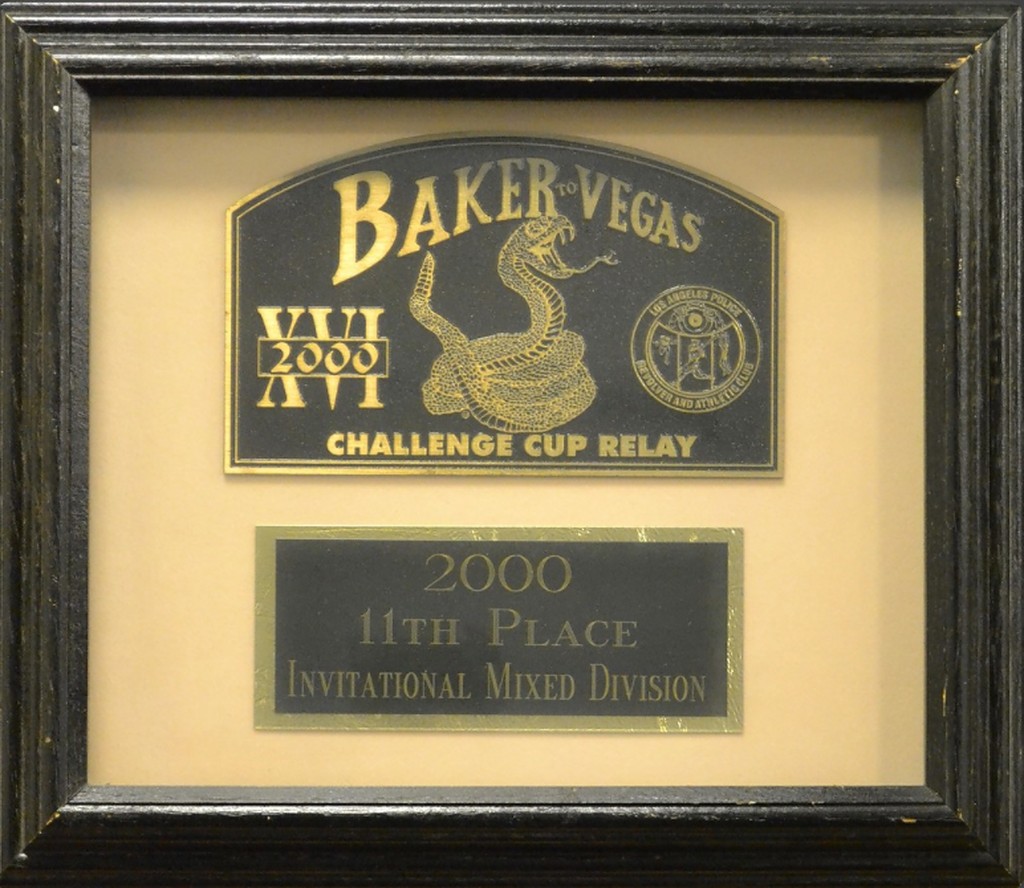 BAKER TO VEGAS
XVI
2000
LOS ANGELES POLICE
REVOLVER AND ATHLETIC CLUB
CHALLENGE CUP RELAY
2000
11TH PLACE
INVITATIONAL MIXED DIVISION